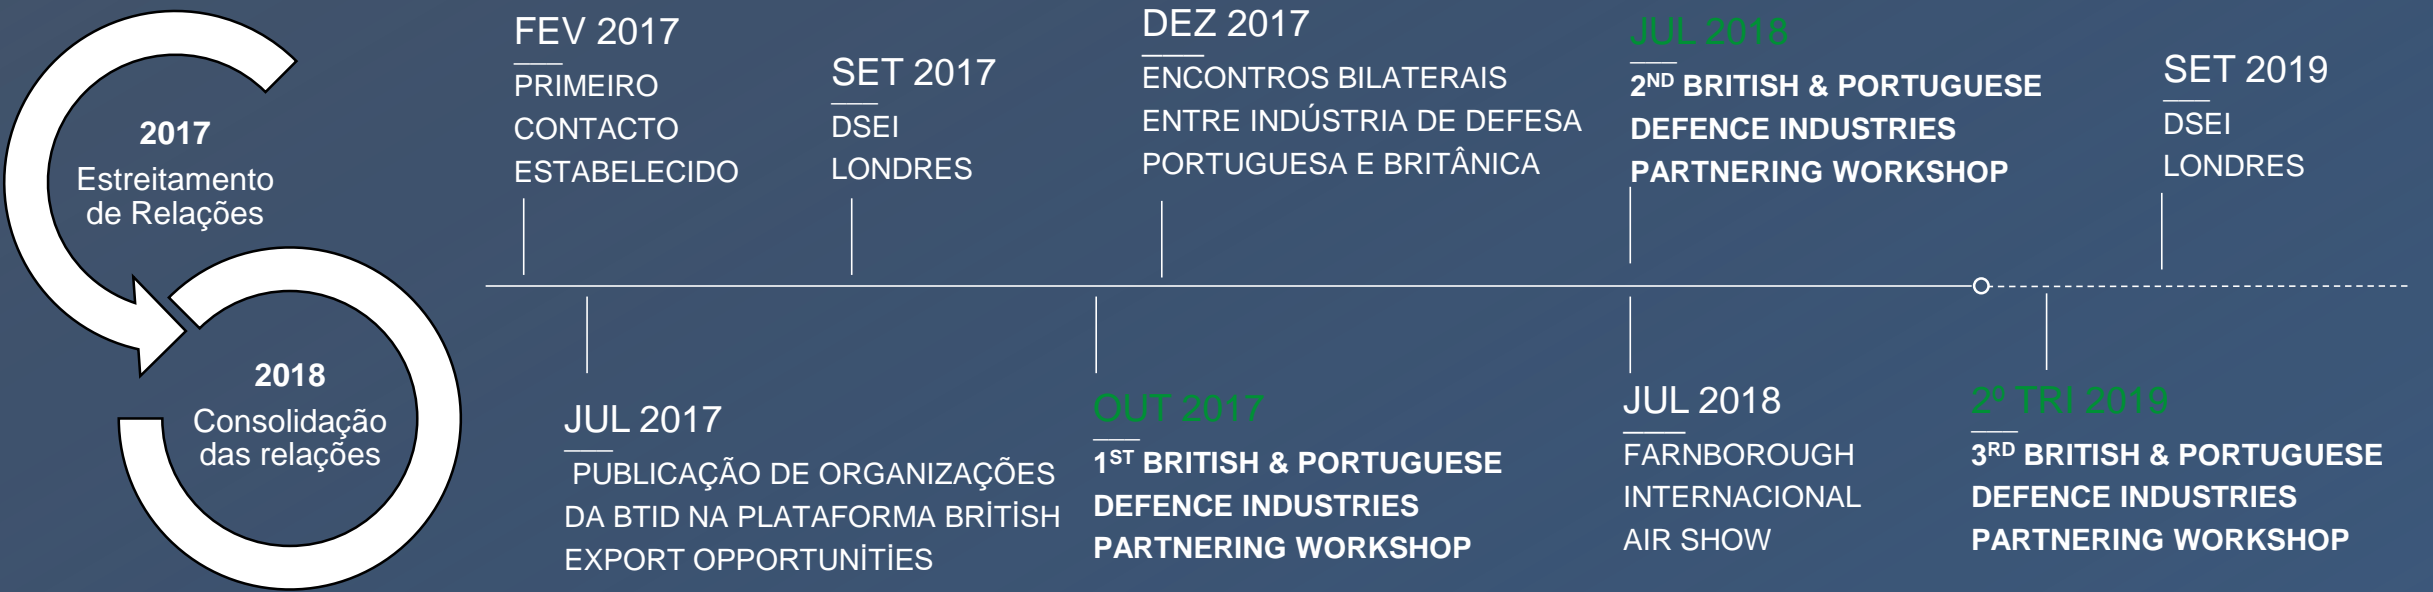 2017
Estreitamento
de Relações
2018
Consolidação
das relações
FEV 2017
PRIMEIRO
CONTACTO
ESTABELECIDO
SET 2017
DSEI
LONDRES
DEZ 2017
ENCONTROS BILATERAIS
ENTRE INDÚSTRIA DE DEFESA
PORTUGUESA E BRITÂNICA
JUL 2018
2ND BRITISH & PORTUGUESE
DEFENCE INDUSTRIES
PARTNERING WORKSHOP
SET 2019
DSEI
LONDRES
JUL 2017
PUBLICAÇÃO DE ORGANIZAÇÕES
DA BTID NA PLATAFORMA BRİTİSH
EXPORT OPPORTUNİTİES
OUT 2017
1ST BRITISH & PORTUGUESE
DEFENCE INDUSTRIES
PARTNERING WORKSHOP
JUL 2018
FARNBOROUGH
INTERNACIONAL
AIR SHOW
2º TRI 2019
3RD BRITISH & PORTUGUESE
DEFENCE INDUSTRIES
PARTNERING WORKSHOP